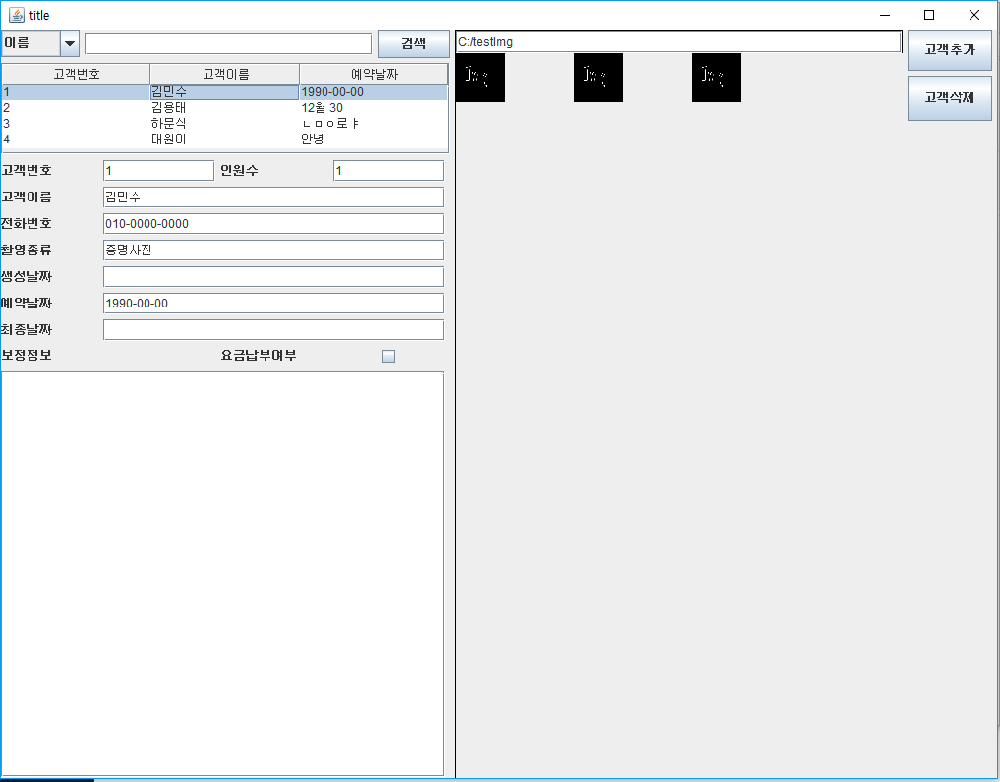 title
이름 검색
고객번호 고객이름 예약날짜
1 김민수 1990-00-00
2 김용태 12월 30
3 하문식 ㄴㅁㅇ로ㅑ
4 대원이 안녕
고객번호 1 인원수 1
고객이름 김민수
전화번호 010-0000-0000
촬영종류 증명사진
생성날짜
예약날짜 1990-00-00
최종날짜
보정정보 요금납부여부
C:/testImg
고객추가
고객삭제